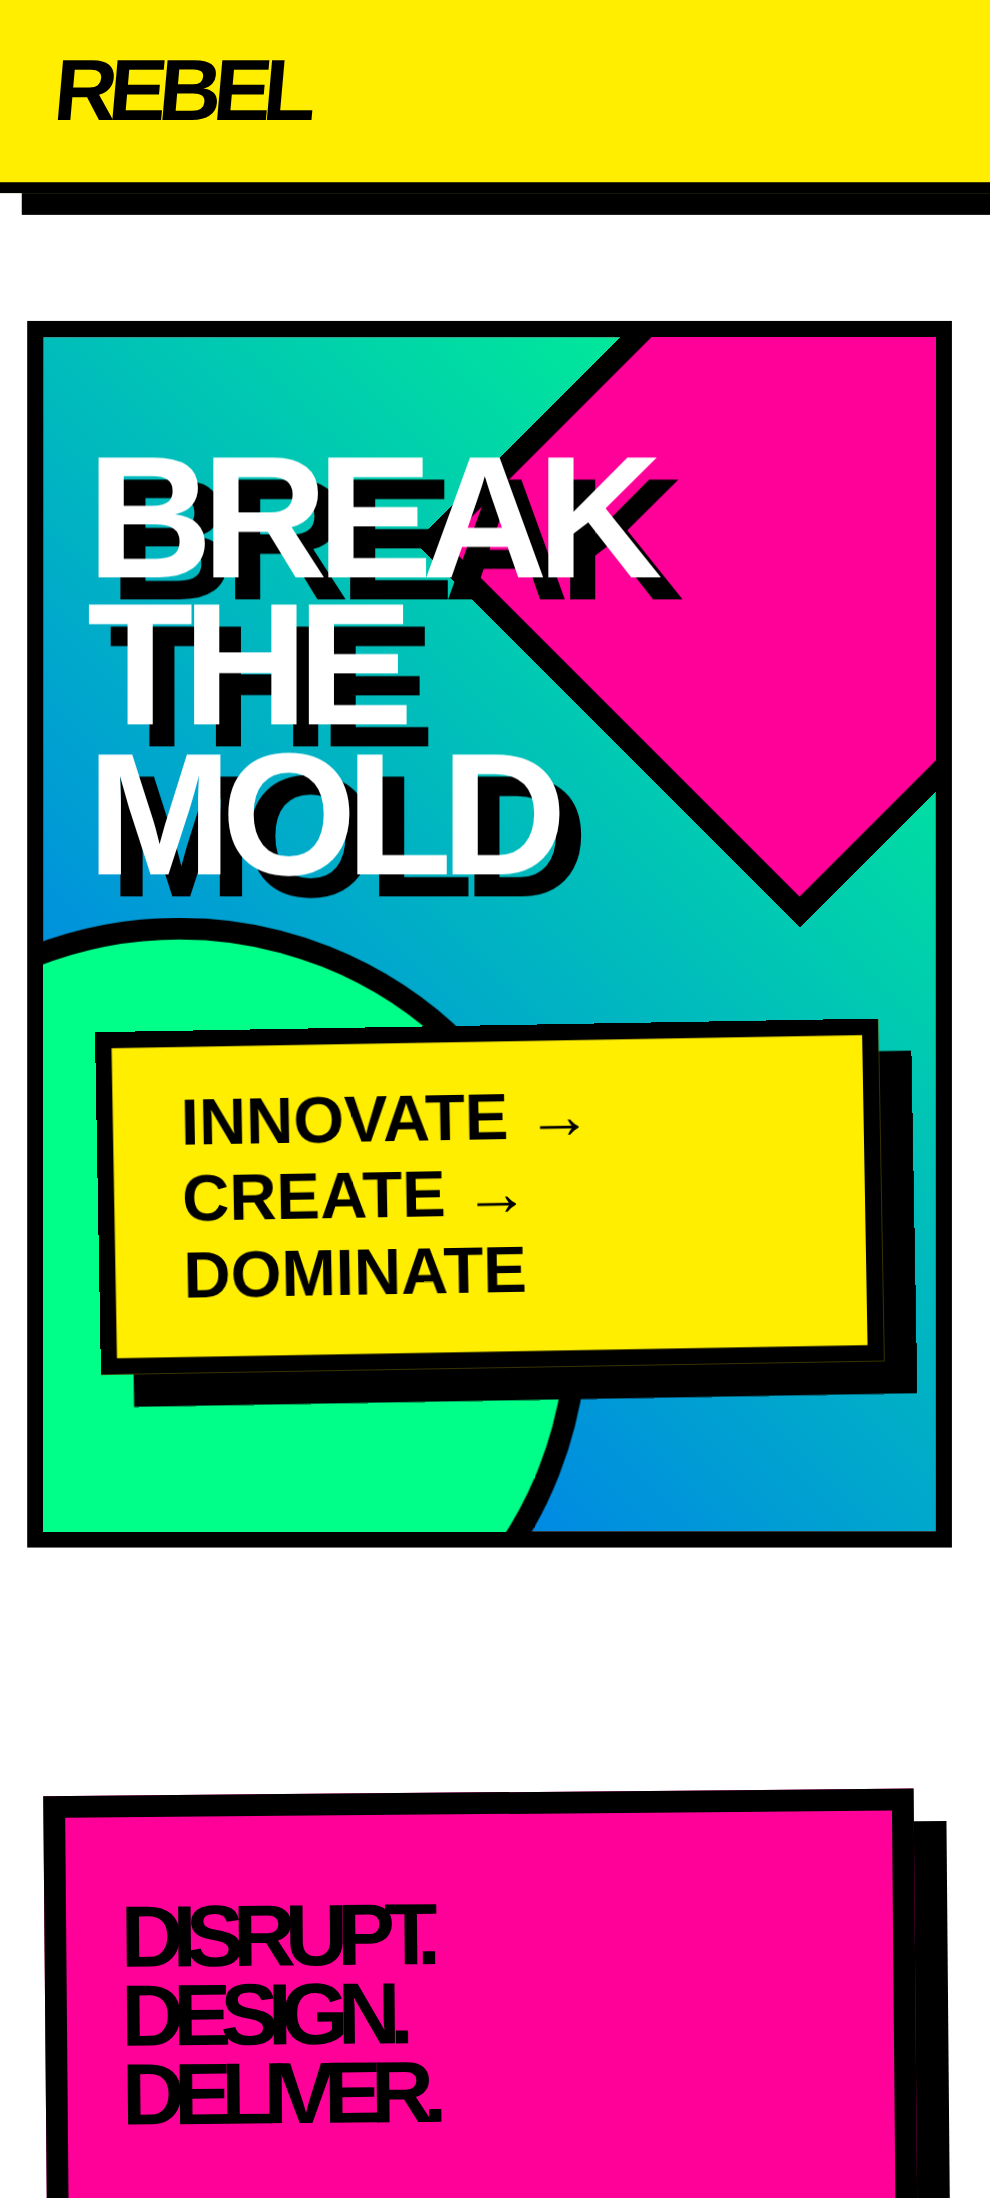 REBEL
BREAK
THE
MOLD
INNOVATE →
CREATE →
DOMINATE
DISRUPT.
DESIGN.
DELIVER.